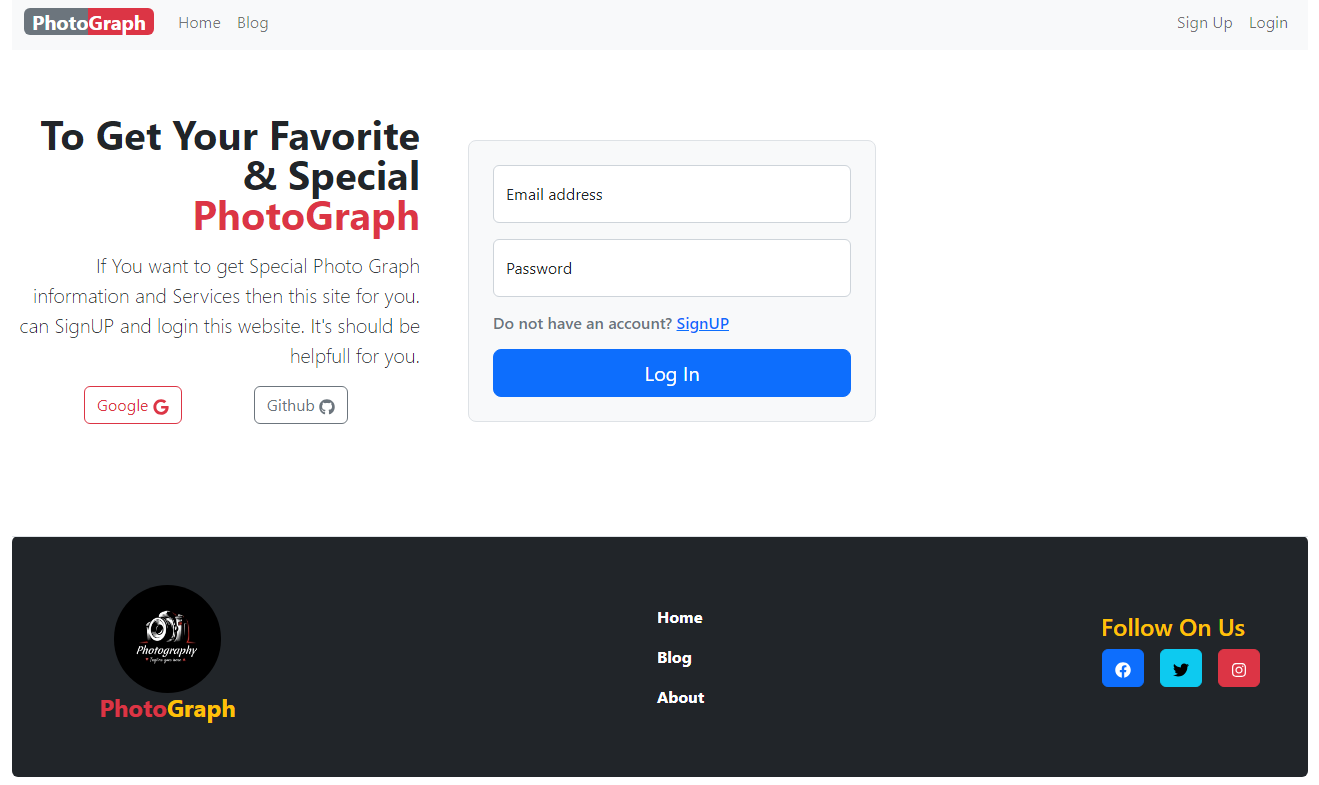 PhotoGraph Home Blog Sign Up Login
To Get Your Favorite
& Special
PhotoGraph
If You want to get Special Photo Graph
information and Services then this site for you.
can SignUP and login this website. It's should be
helpfull for you.
Google Github
Email address
Password
Do not have an account? SignUP
Log In
Photography
PhotoGraph
Home
Blog
About
Follow On Us